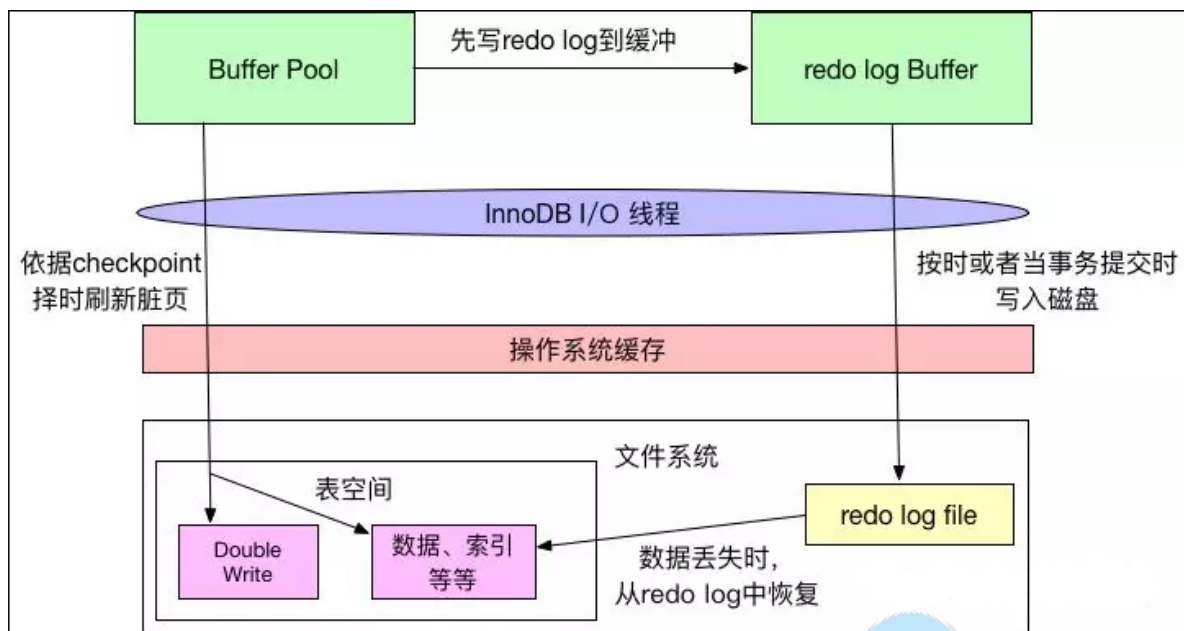 先写redo log到缓冲
Buffer Pool
redo log Buffer
InnoDB I/O 线程
依据checkpoint
择时刷新脏页
按时或者当事务提交时
写入磁盘
操作系统缓存
文件系统
表空间
redo log file
Double
Write
数据、索引
等等
数据丢失时，
从redo log中恢复